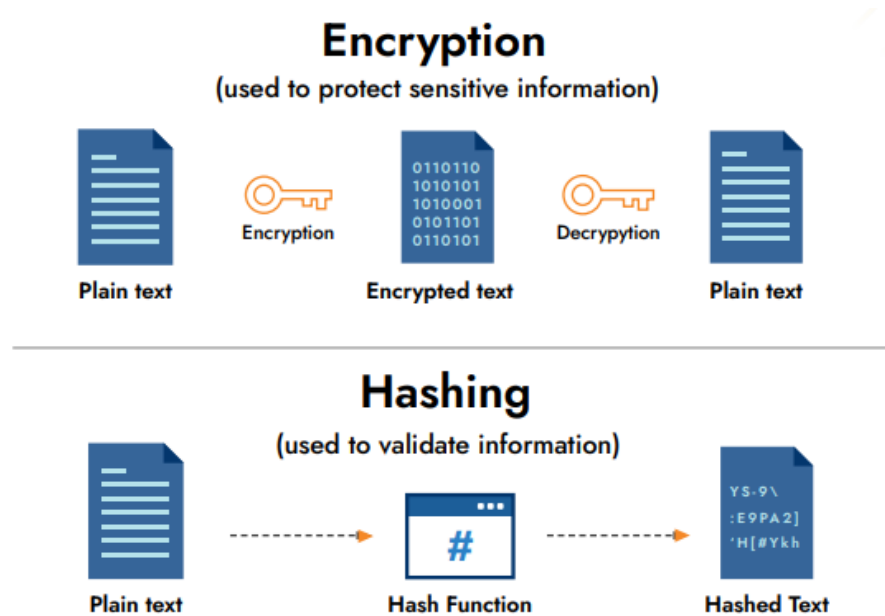 Encryption
(used to protect sensitive information)
0110110
1010101
1010001
0101101
0110101
Encryption
Decrypytion
Plain text
Encrypted text
Plain text
Hashing
(used to validate information)
#
YS-9\
:E9PA2]
'H[#Ykh
Plain text
Hash Function
Hashed Text